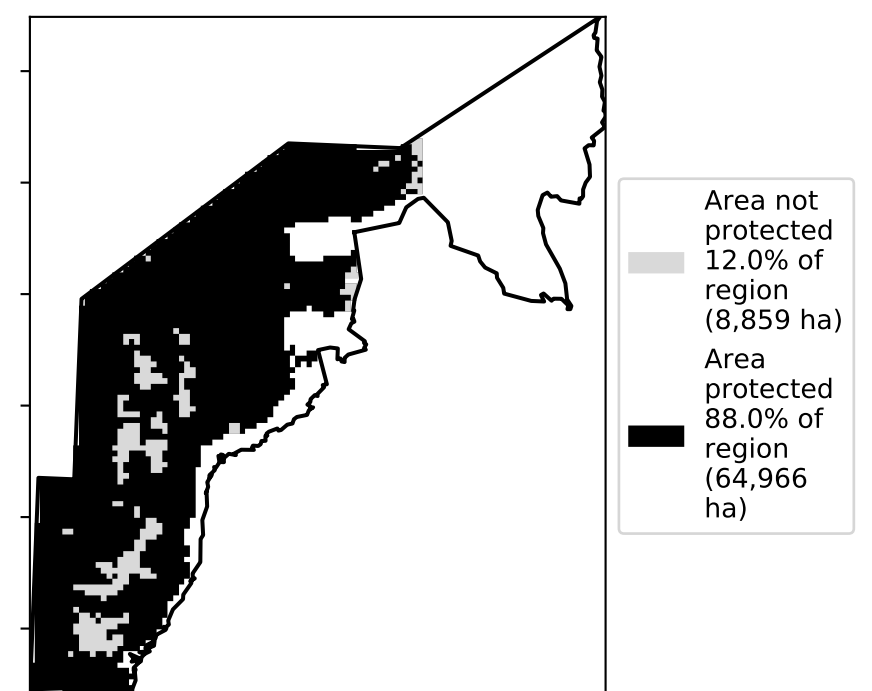 Area not
protected
12.0% of
region
(8,859 ha)
Area
protected
88.0% of
region
(64,966
ha)